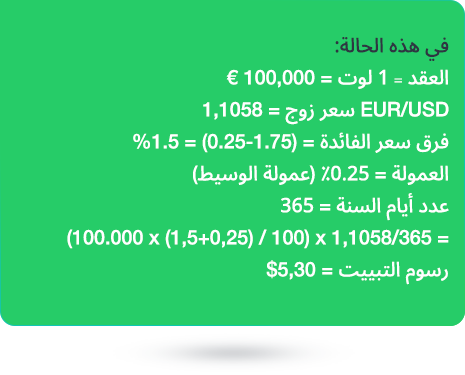 في هذه الحالة:
العقد = 1 لوت = 100,000 €
EUR/USD سعر زوج = 1,1058
فرق سعر الفائدة = (1.75-0.25) = 1.5%
العمولة = 0.25٪ (عمولة الوسيط)
عدد أيام السنة = 365
= (100.000 x (1,5+0,25) / 100) x 1,1058/365
رسوم التبييت = 5,30$